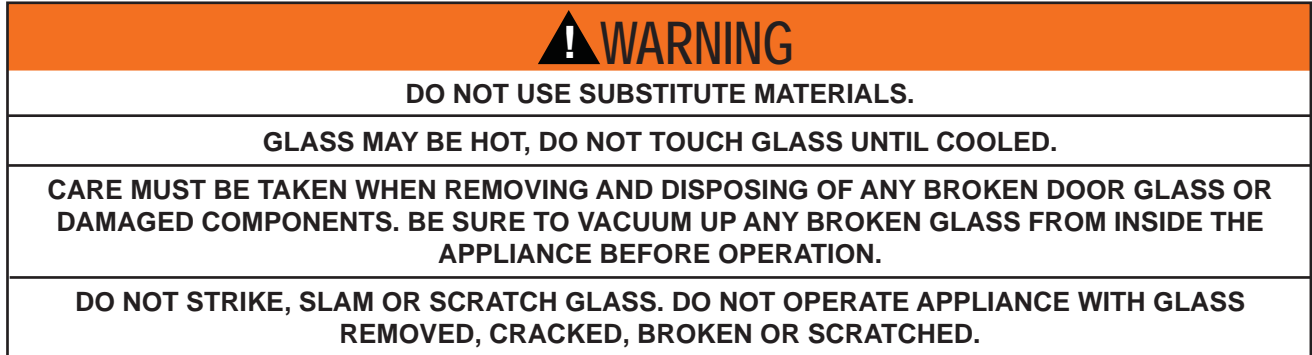 WARNING
DO NOT USE SUBSTITUTE MATERIALS.
GLASS MAY BE HOT, DO NOT TOUCH GLASS UNTIL COOLED.
CARE MUST BE TAKEN WHEN REMOVING AND DISPOSING OF ANY BROKEN DOOR GLASS OR
DAMAGED COMPONENTS. BE SURE TO VACUUM UP ANY BROKEN GLASS FROM INSIDE THE
APPLIANCE BEFORE OPERATION.
DO NOT STRIKE, SLAM OR SCRATCH GLASS. DO NOT OPERATE APPLIANCE WITH GLASS
REMOVED, CRACKED, BROKEN OR SCRATCHED.